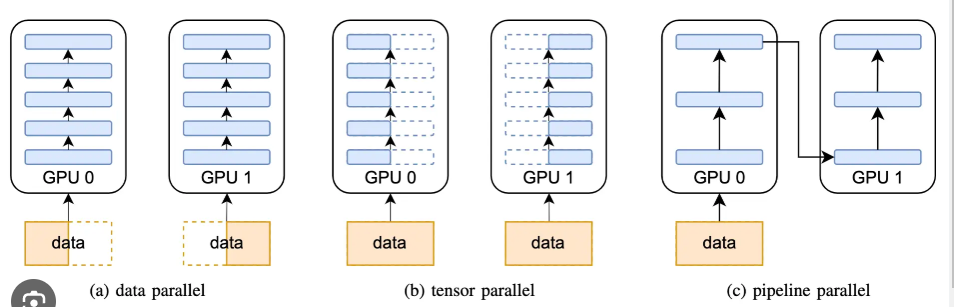 GPU 0
GPU 1
GPU 0
GPU 1
GPU 0
GPU 1
data
data
data
data
data
(a) data parallel
(b) tensor parallel
(c) pipeline parallel